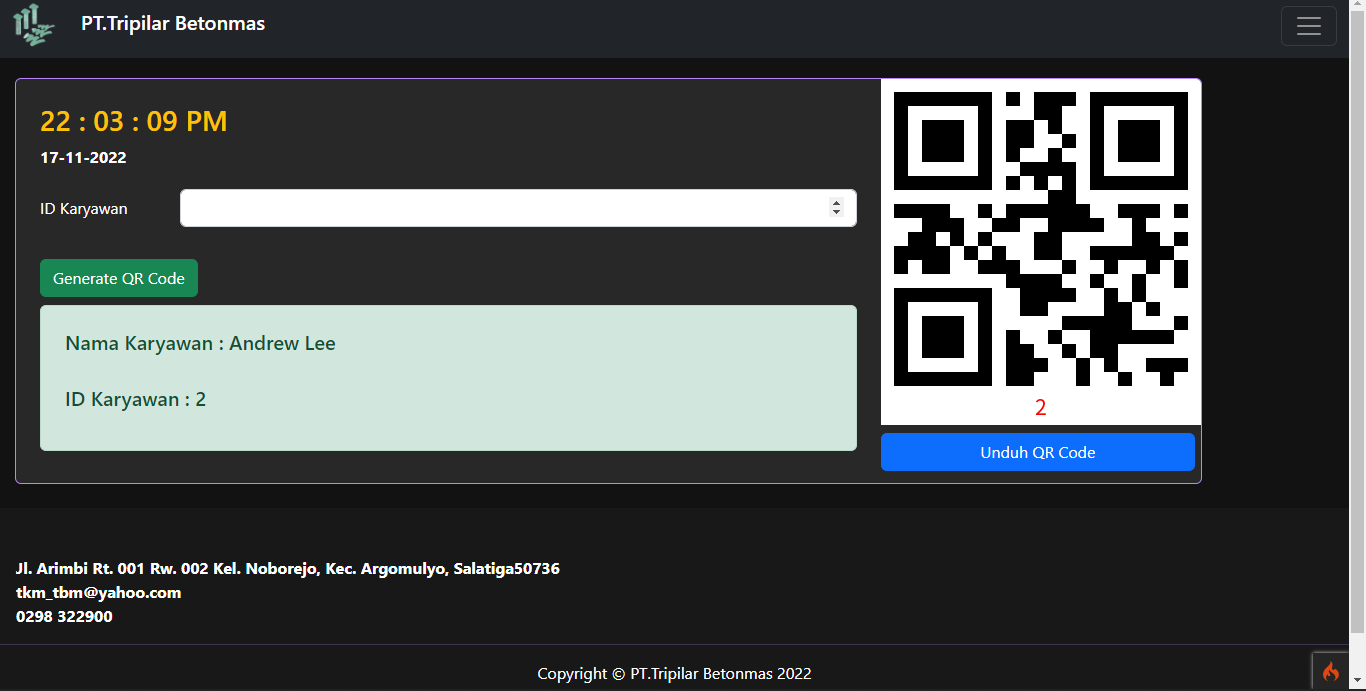 PT.Tripilar Betonmas
22 : 03 : 09 PM
17-11-2022
ID Karyawan
Generate QR Code
Nama Karyawan : Andrew Lee
ID Karyawan : 2
2
Unduh QR Code
Jl. Arimbi Rt. 001 Rw. 002 Kel. Noborejo, Kec. Argomulyo, Salatiga50736
tkm_tbm@yahoo.com
0298 322900
Copyright © PT.Tripilar Betonmas 2022